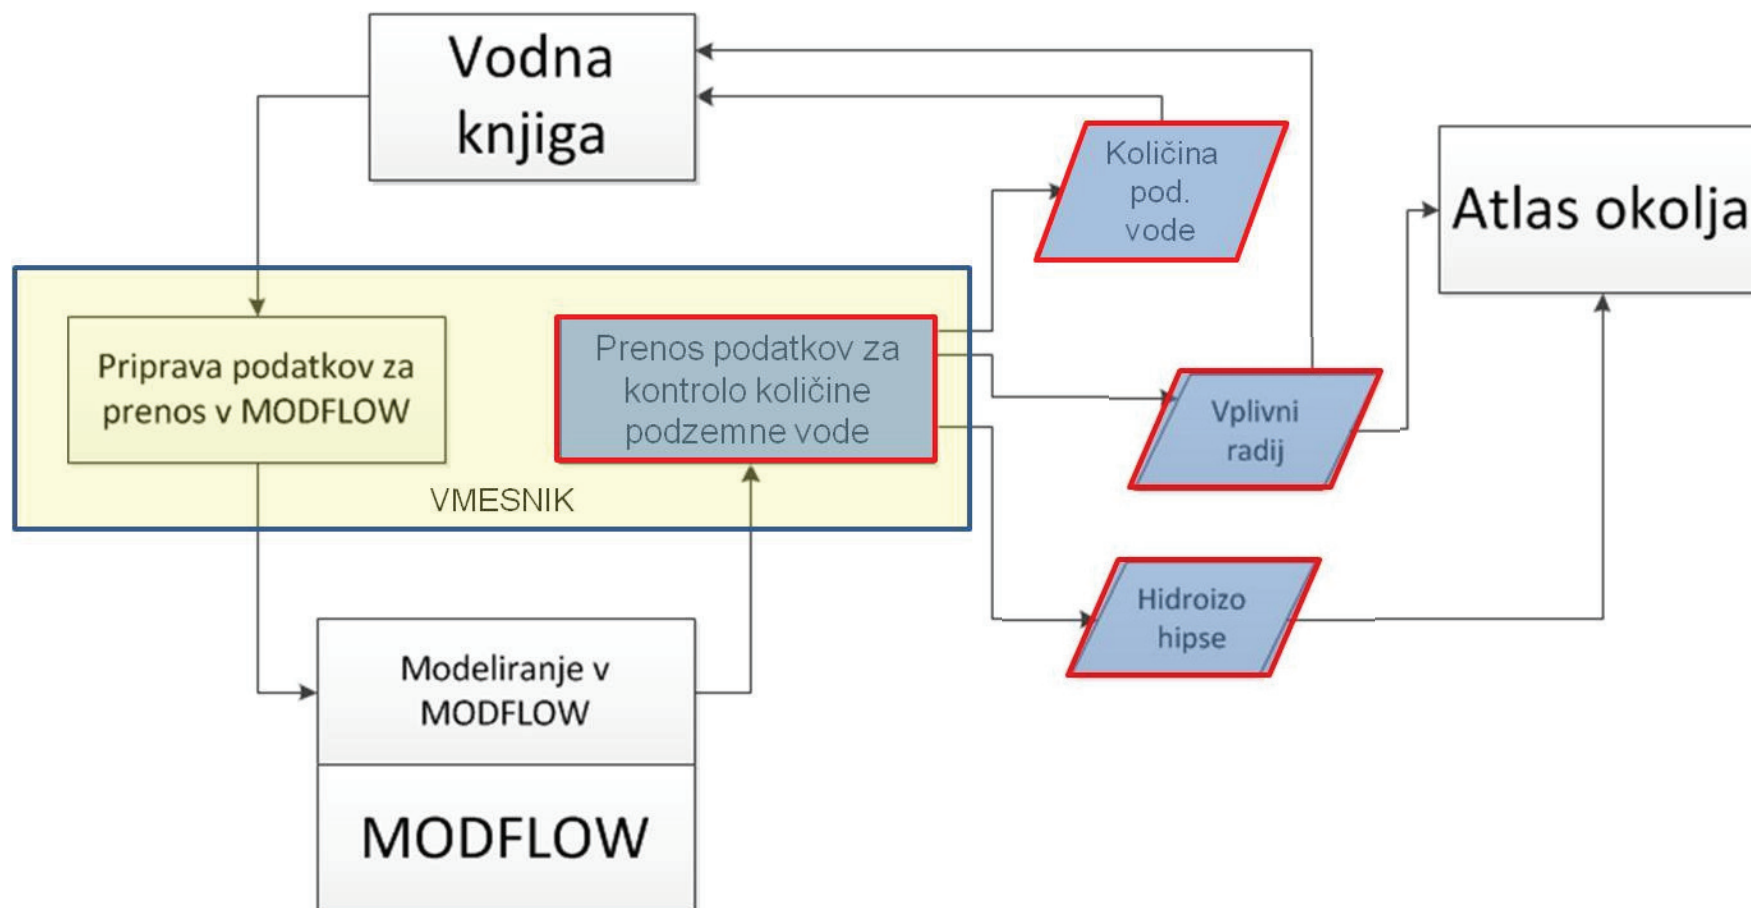 Vodna
knjiga
Količina
pod.
vode
Atlas okolja
Priprava podatkov za
prenos v MODFLOW
Prenos podatkov za
kontrolo količine
podzemne vode
VMESNIK
Vplivni
radij
Hidroizo
hipse
Modeliranje v
MODFLOW
MODFLOW